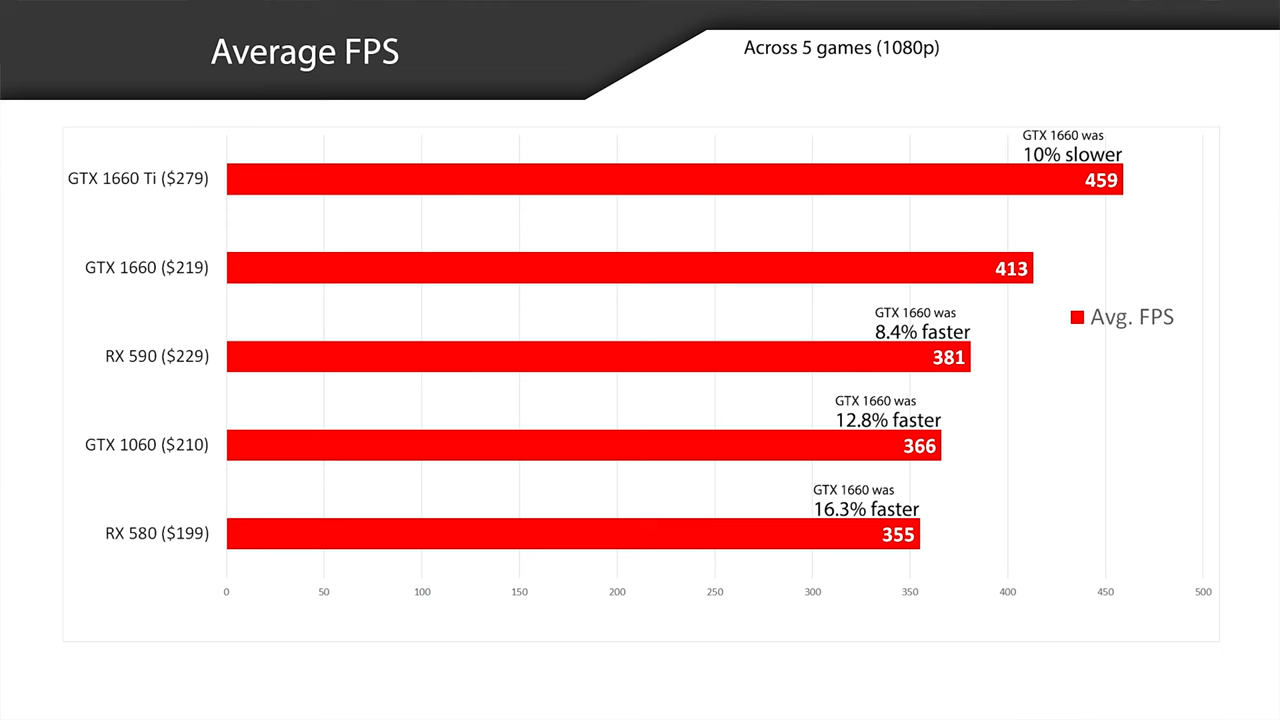 Average FPS
Across 5 games (1080p)
GTX 1660 was
10% slower
GTX 1660 Ti ($279)
459
GTX 1660 ($219)
413
GTX 1660 was
8.4% faster
Avg. FPS
RX 590 ($229)
381
GTX 1660 was
12.8% faster
GTX 1060 ($210)
366
GTX 1660 was
16.3% faster
RX 580 ($199)
355
0 50 100 150 200 250 300 350 400 450 500